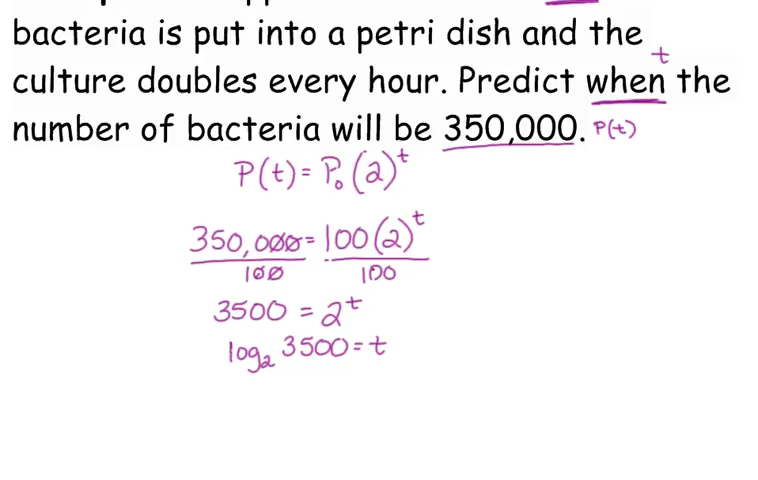 bacteria is put into a petri dish and the
t
culture doubles every hour. Predict when the
number of bacteria will be 350,000. P(t)
P(t) = P₀(2)ᵗ
350,000 = 100(2)ᵗ
100 100
3500 = 2ᵗ
log₂ 3500 = t